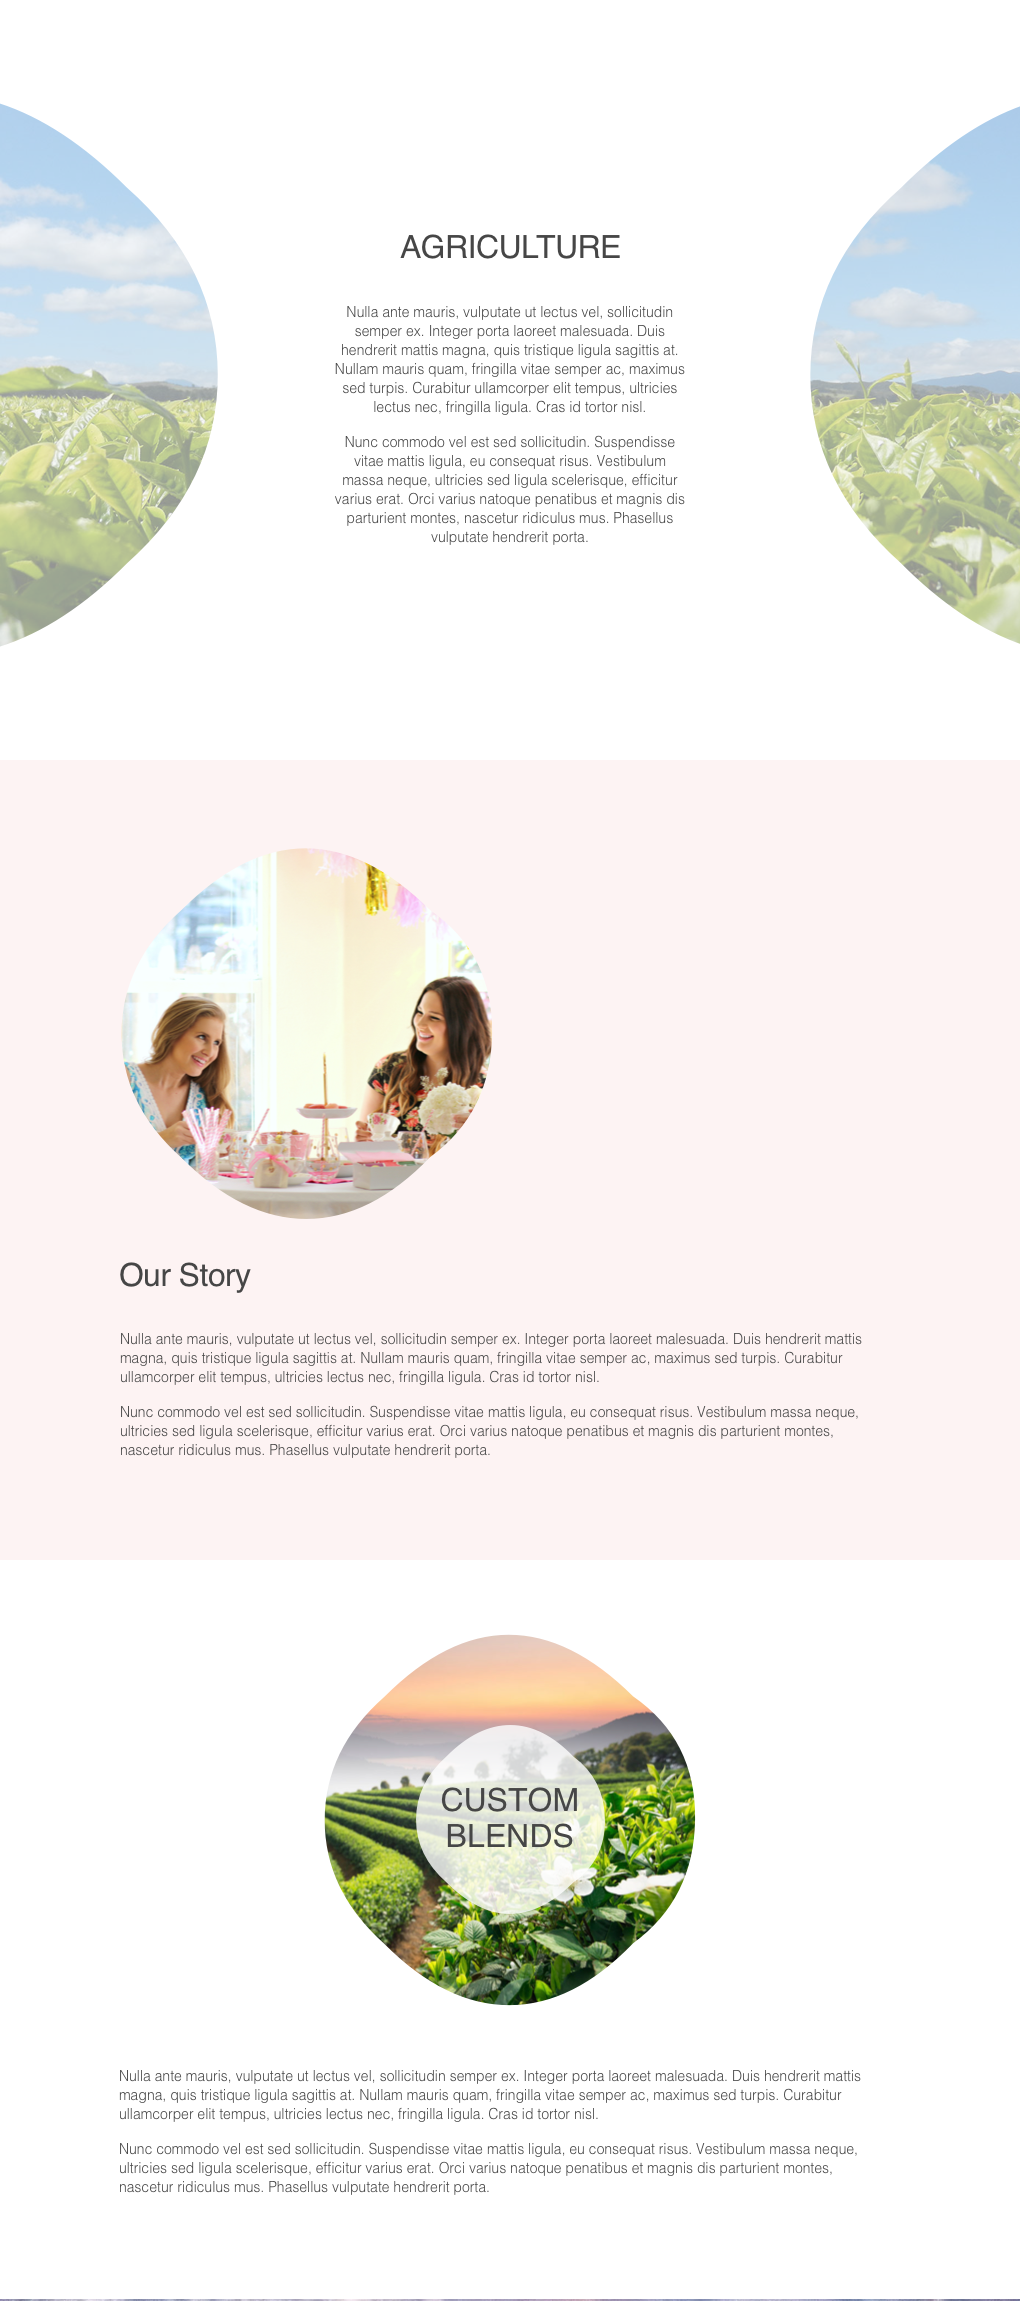 AGRICULTURE
Nulla ante mauris, vulputate ut lectus vel, sollicitudin
semper ex. Integer porta laoreet malesuada. Duis
hendrerit mattis magna, quis tristique ligula sagittis at.
Nullam mauris quam, fringilla vitae semper ac, maximus
sed turpis. Curabitur ullamcorper elit tempus, ultricies
lectus nec, fringilla ligula. Cras id tortor nisl.
Nunc commodo vel est sed sollicitudin. Suspendisse
vitae mattis ligula, eu consequat risus. Vestibulum
massa neque, ultricies sed ligula scelerisque, efficitur
varius erat. Orci varius natoque penatibus et magnis dis
parturient montes, nascetur ridiculus mus. Phasellus
vulputate hendrerit porta.
Our Story
Nulla ante mauris, vulputate ut lectus vel, sollicitudin semper ex. Integer porta laoreet malesuada. Duis hendrerit mattis
magna, quis tristique ligula sagittis at. Nullam mauris quam, fringilla vitae semper ac, maximus sed turpis. Curabitur
ullamcorper elit tempus, ultricies lectus nec, fringilla ligula. Cras id tortor nisl.
Nunc commodo vel est sed sollicitudin. Suspendisse vitae mattis ligula, eu consequat risus. Vestibulum massa neque,
ultricies sed ligula scelerisque, efficitur varius erat. Orci varius natoque penatibus et magnis dis parturient montes,
nascetur ridiculus mus. Phasellus vulputate hendrerit porta.
CUSTOM
BLENDS
Nulla ante mauris, vulputate ut lectus vel, sollicitudin semper ex. Integer porta laoreet malesuada. Duis hendrerit mattis
magna, quis tristique ligula sagittis at. Nullam mauris quam, fringilla vitae semper ac, maximus sed turpis. Curabitur
ullamcorper elit tempus, ultricies lectus nec, fringilla ligula. Cras id tortor nisl.
Nunc commodo vel est sed sollicitudin. Suspendisse vitae mattis ligula, eu consequat risus. Vestibulum massa neque,
ultricies sed ligula scelerisque, efficitur varius erat. Orci varius natoque penatibus et magnis dis parturient montes,
nascetur ridiculus mus. Phasellus vulputate hendrerit porta.